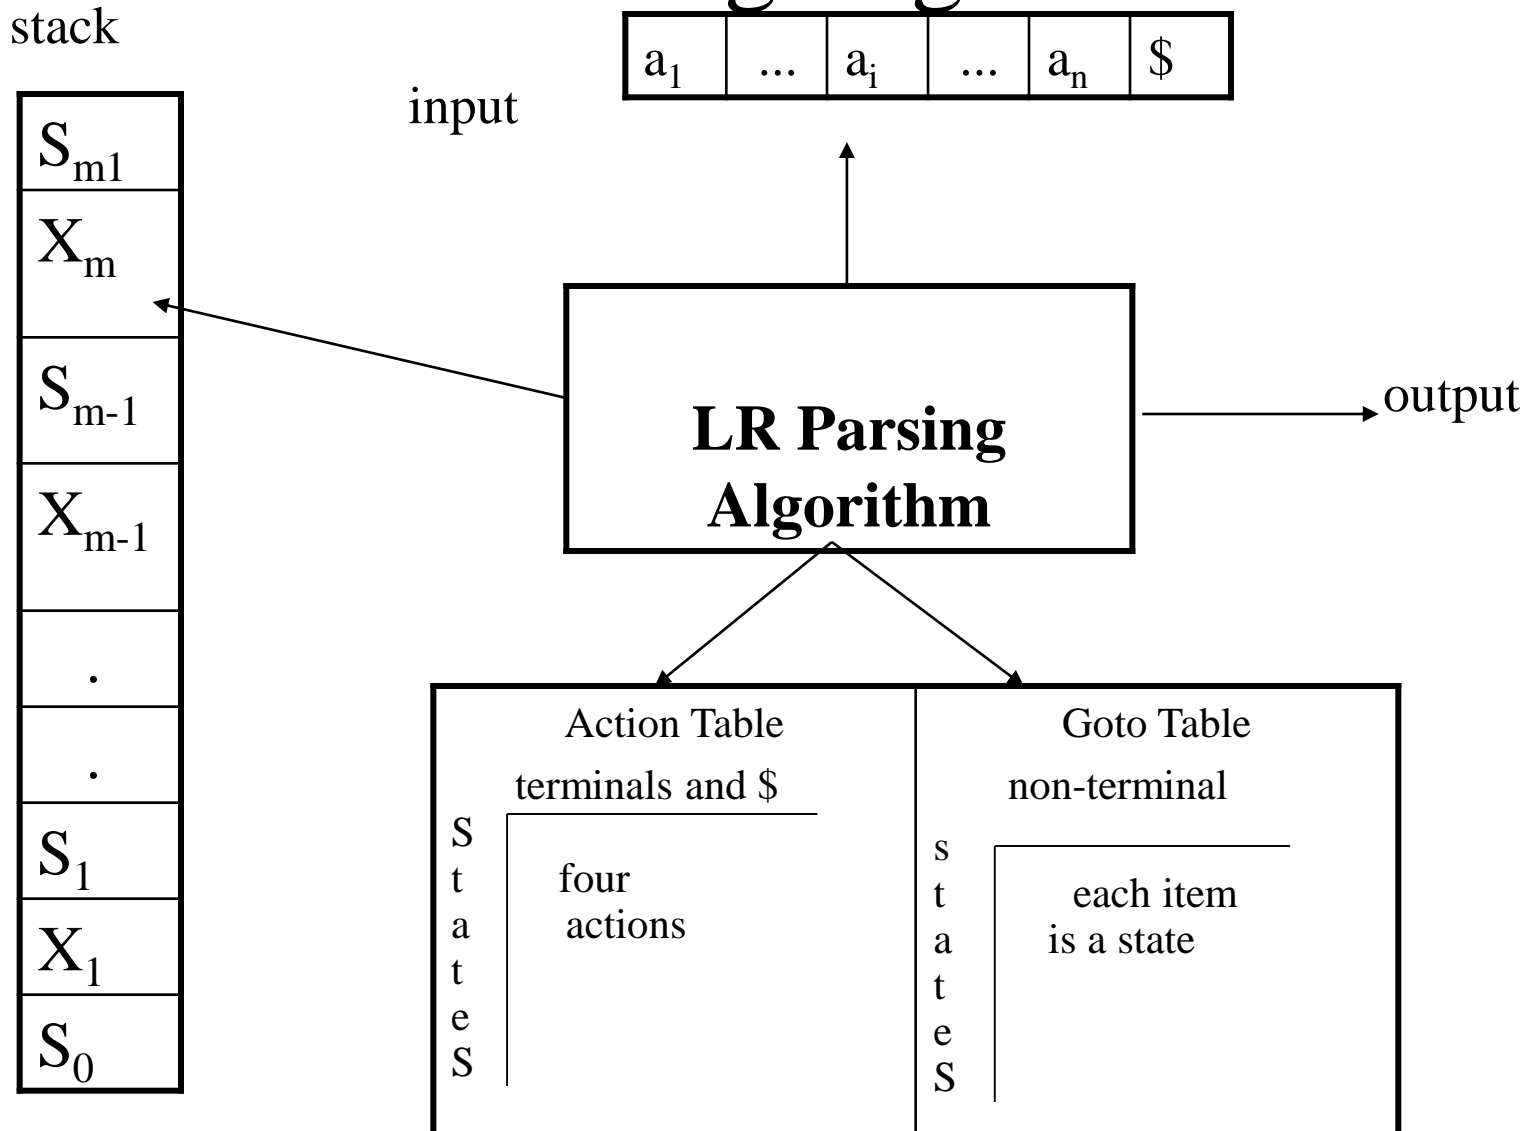 stack
a1 ... ai ... an $
input
Sm1
Xm
Sm-1
Xm-1
.
.
S1
X1
S0
LR Parsing
Algorithm
output
Action Table
terminals and $
S
t
a
t
e
S
four
actions
Goto Table
non-terminal
s
t
a
t
e
S
each item
is a state